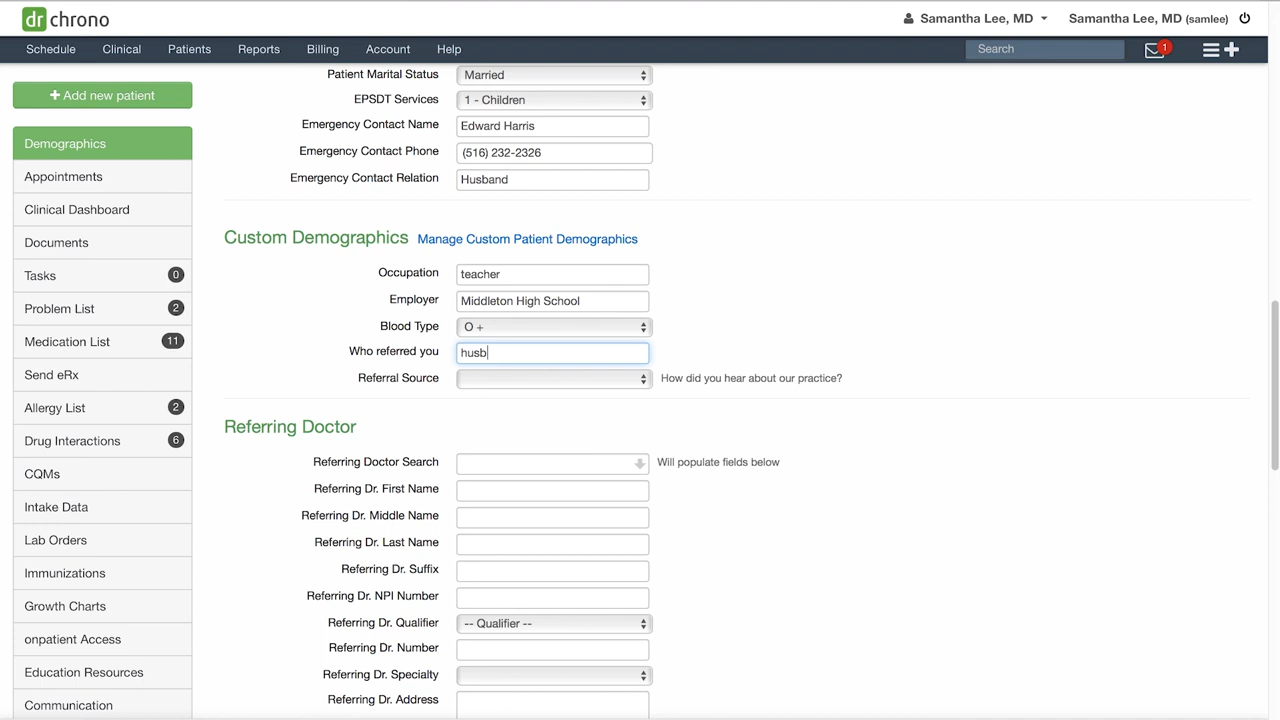 dr chrono
Samantha Lee, MD
Samantha Lee, MD (samlee)
Schedule Clinical Patients Reports Billing Account Help
Search
1
+ Add new patient
Demographics
Appointments
Clinical Dashboard
Documents
Tasks 0
Problem List 2
Medication List 11
Send eRx
Allergy List 2
Drug Interactions 6
CQMs
Intake Data
Lab Orders
Immunizations
Growth Charts
onpatient Access
Education Resources
Communication
Patient Marital Status Married
EPSDT Services 1 - Children
Emergency Contact Name Edward Harris
Emergency Contact Phone (516) 232-2326
Emergency Contact Relation Husband
Custom Demographics Manage Custom Patient Demographics
Occupation teacher
Employer Middleton High School
Blood Type O +
Who referred you husb
Referral Source How did you hear about our practice?
Referring Doctor
Referring Doctor Search Will populate fields below
Referring Dr. First Name
Referring Dr. Middle Name
Referring Dr. Last Name
Referring Dr. Suffix
Referring Dr. NPI Number
Referring Dr. Qualifier -- Qualifier --
Referring Dr. Number
Referring Dr. Specialty
Referring Dr. Address